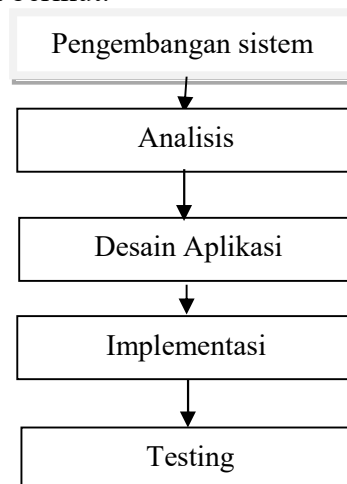 Pengembangan sistem
Analisis
Desain Aplikasi
Implementasi
Testing